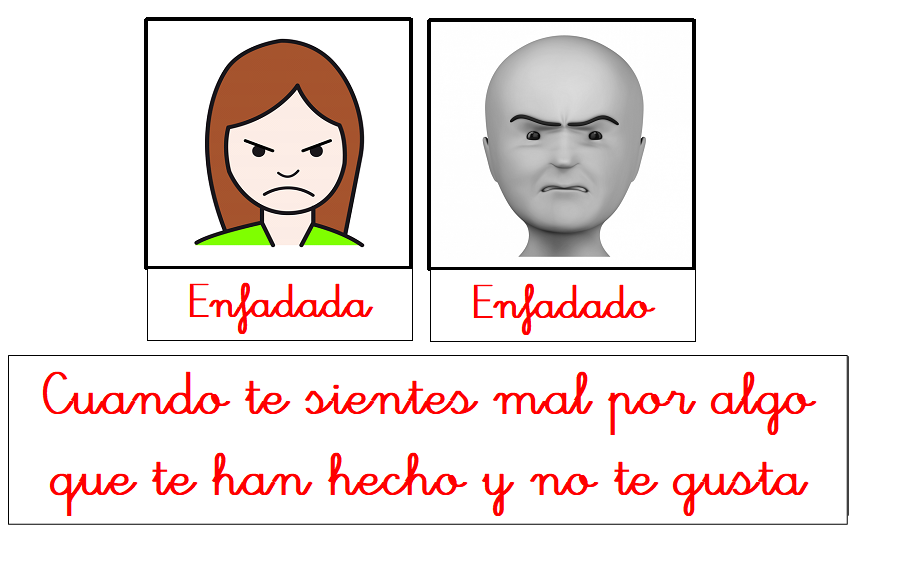 Enfadada
Enfadado
Cuando te sientes mal por algo
que te han hecho y no te gusta